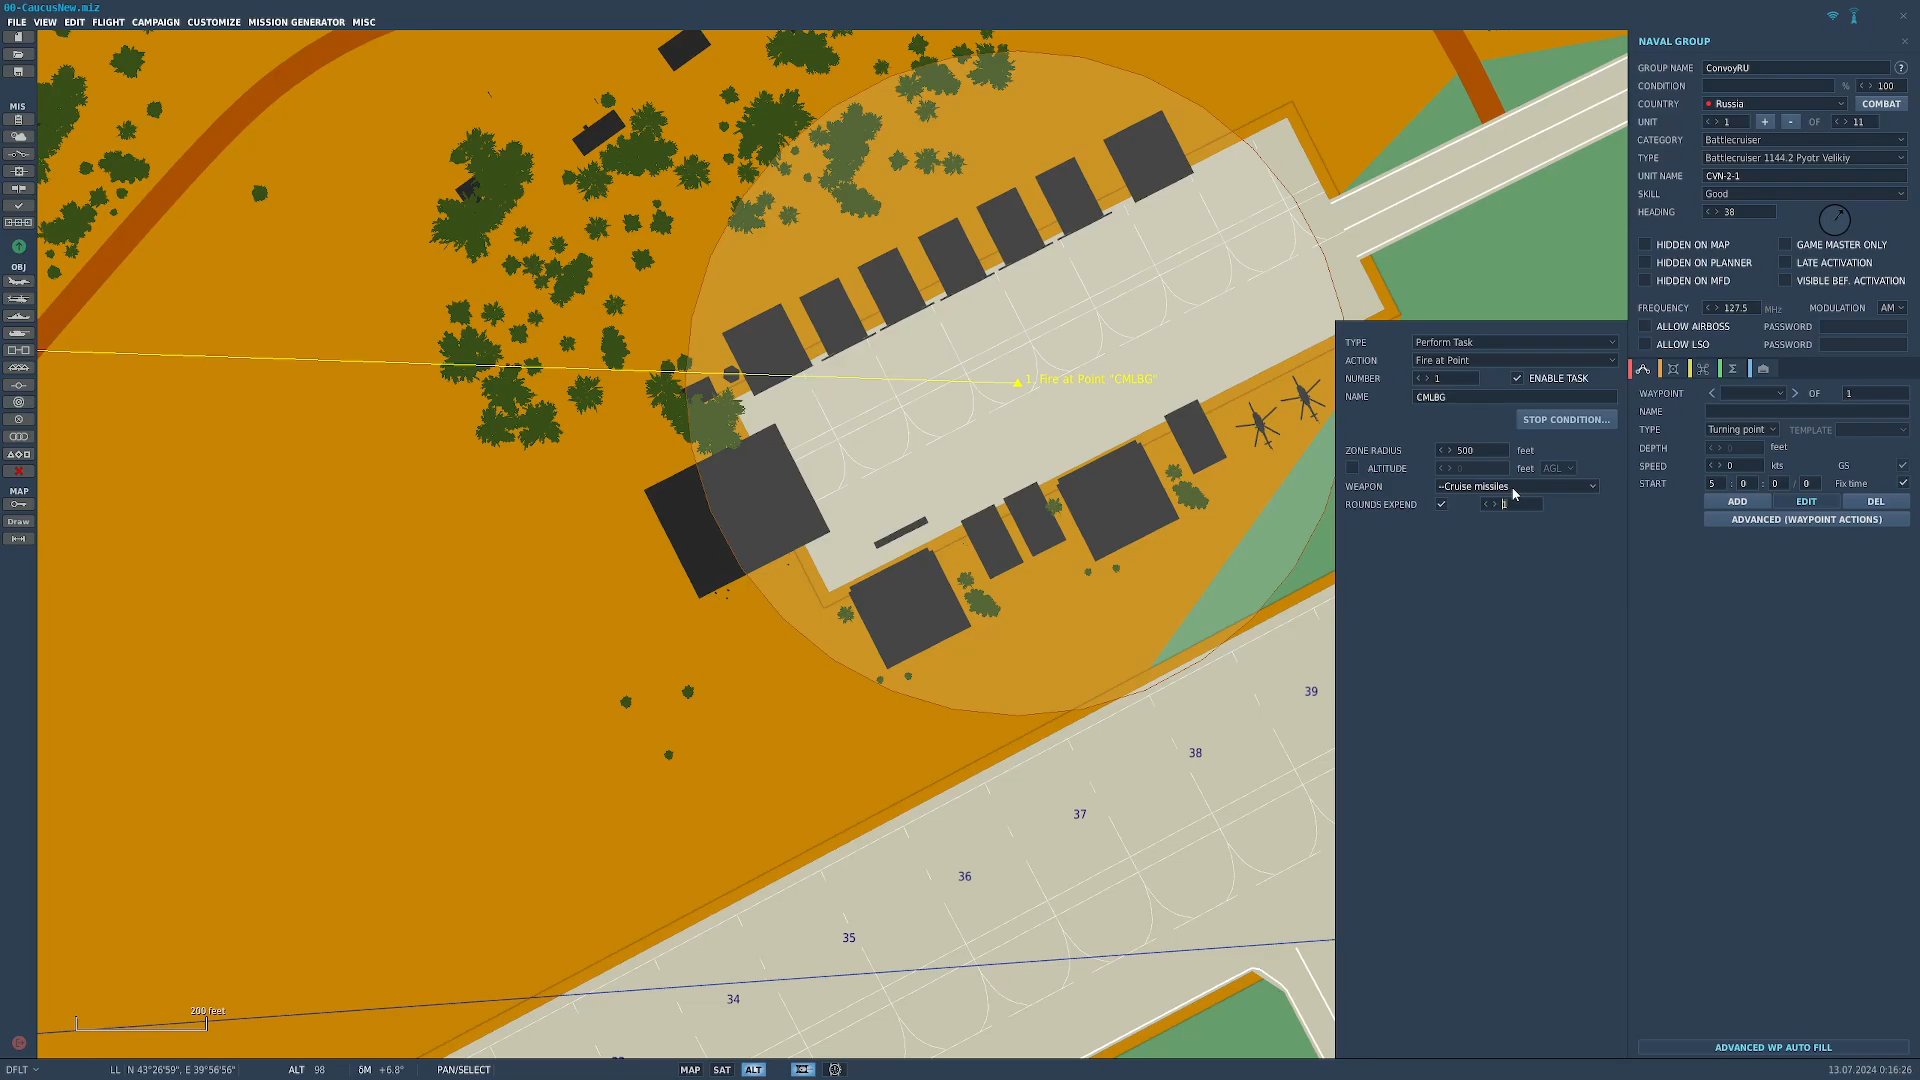 00-CaucusNew.miz
FILE VIEW EDIT FLIGHT CAMPAIGN CUSTOMIZE MISSION GENERATOR MISC
NAVAL GROUP
GROUP NAME ConvoyRU ?
CONDITION % <> 100
COUNTRY Russia COMBAT
UNIT <> 1 + - OF <> 11
CATEGORY Battlecruiser
TYPE Battlecruiser 1144.2 Pyotr Velikiy
UNIT NAME CVN-2-1
SKILL Good
HEADING <> 38
HIDDEN ON MAP GAME MASTER ONLY
HIDDEN ON PLANNER LATE ACTIVATION
HIDDEN ON MFD VISIBLE BEF. ACTIVATION
FREQUENCY <> 127.5 MHz MODULATION AM
ALLOW AIRBOSS PASSWORD
ALLOW LSO PASSWORD
WAYPOINT < > OF 1
NAME
TYPE Turning point TEMPLATE
DEPTH <> 0 feet
SPEED <> 0 kts GS
START 5 : 0 : 0 / 0 Fix time
ADD EDIT DEL
ADVANCED (WAYPOINT ACTIONS)
ADVANCED WP AUTO FILL
TYPE Perform Task
ACTION Fire at Point
NUMBER <> 1 ENABLE TASK
NAME CMLBG
STOP CONDITION...
ZONE RADIUS <> 500 feet
ALTITUDE <> 0 feet AGL
WEAPON --Cruise missiles
ROUNDS EXPEND <> 1
MIS
OBJ
MAP
Draw
1. Fire at Point "CMLBG"
39
38
37
36
35
34
200 feet
DFLT LL N 43°26'59", E 39°56'56" ALT 98 δM +6.8° PAN/SELECT MAP SAT ALT 13.07.2024 0:16:26